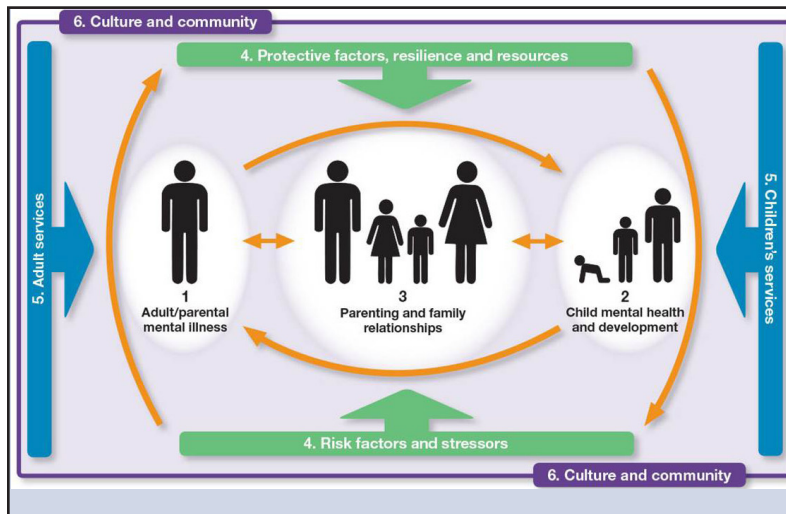 6. Culture and community
4. Protective factors, resilience and resources
5. Adult services
5. Children's services
1
Adult/parental
mental illness
3
Parenting and family
relationships
2
Child mental health
and development
4. Risk factors and stressors
6. Culture and community